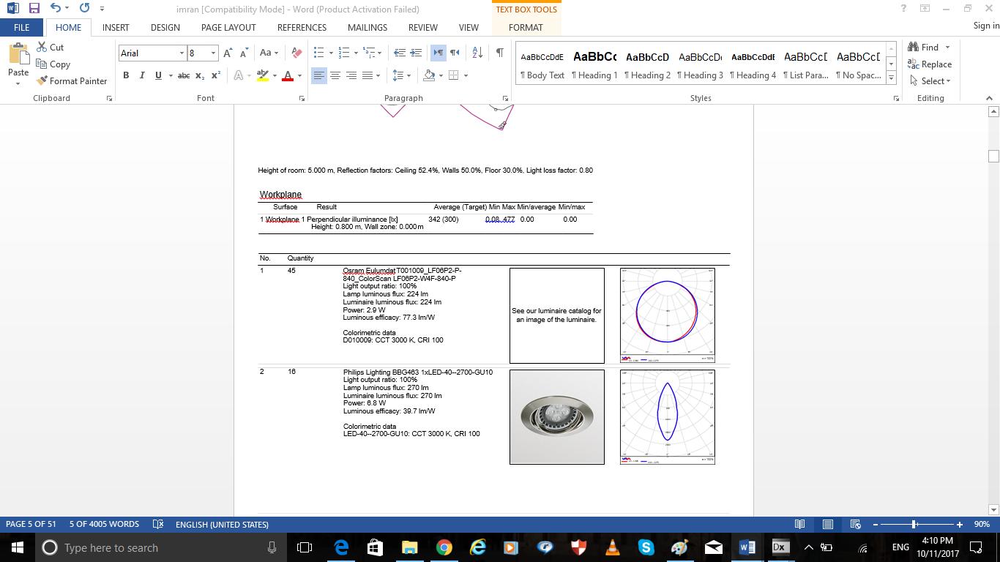 imran [Compatibility Mode] - Word (Product Activation Failed)
TEXT BOX TOOLS
?
FILE
HOME
INSERT
DESIGN
PAGE LAYOUT
REFERENCES
MAILINGS
REVIEW
VIEW
FORMAT
Sign in
Paste
Cut
Copy
Format Painter
Clipboard
Arial
8
Aa
B I U abc x₂ x²
Font
Paragraph
AaBbCcDdE
¶ Body Text
AaBbCc
¶ Heading 1
AaBbCcD
¶ Heading 2
AaBbCcDc
¶ Heading 3
AaBbCcDdE
¶ Heading 4
AaBbCcD
¶ List Para...
AaBbCcD
¶ No Spac...
Styles
Find
Replace
Select
Editing
Height of room: 5.000 m, Reflection factors: Ceiling 52.4%, Walls 50.0%, Floor 30.0%, Light loss factor: 0.80
Workplane
Surface Result Average (Target) Min Max Min/average Min/max
1 Workplane 1 Perpendicular illuminance [lx] 342 (300) 0.08 477 0.00 0.00
Height: 0.800 m, Wall zone: 0.000 m
No. Quantity
1 45 Osram Eulumdat T001009_LF06P2-P-
840_ColorScan LF06P2-W4F-840-P
Light output ratio: 100%
Lamp luminous flux: 224 lm
Luminaire luminous flux: 224 lm
Power: 2.9 W
Luminous efficacy: 77.3 lm/W
Colorimetric data
D010009: CCT 3000 K, CRI 100
See our luminaire catalog for
an image of the luminaire.
2 16 Philips Lighting BBG463 1xLED-40--2700-GU10
Light output ratio: 100%
Lamp luminous flux: 270 lm
Luminaire luminous flux: 270 lm
Power: 6.8 W
Luminous efficacy: 39.7 lm/W
Colorimetric data
LED-40--2700-GU10: CCT 3000 K, CRI 100
PAGE 5 OF 51
5 OF 4005 WORDS
ENGLISH (UNITED STATES)
90%
Type here to search
Dx
ENG
4:10 PM
10/11/2017